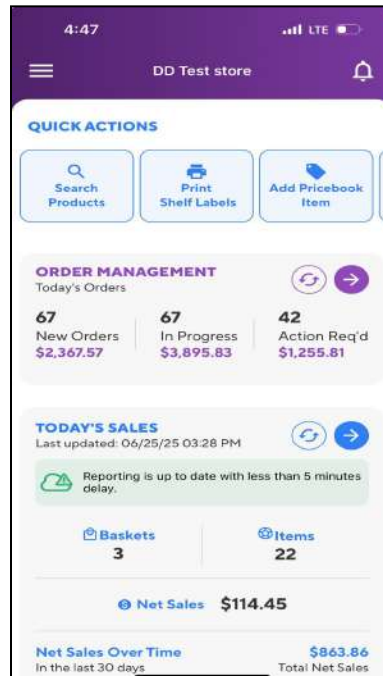 4:47 LTE
DD Test store
QUICK ACTIONS
Search Products
Print Shelf Labels
Add Pricebook Item
ORDER MANAGEMENT
Today's Orders
67 67 42
New Orders In Progress Action Req'd
$2,367.57 $3,895.83 $1,255.81
TODAY'S SALES
Last updated: 06/25/25 03:28 PM
Reporting is up to date with less than 5 minutes
delay.
Baskets Items
3 22
Net Sales $114.45
Net Sales Over Time $863.86
In the last 30 days Total Net Sales